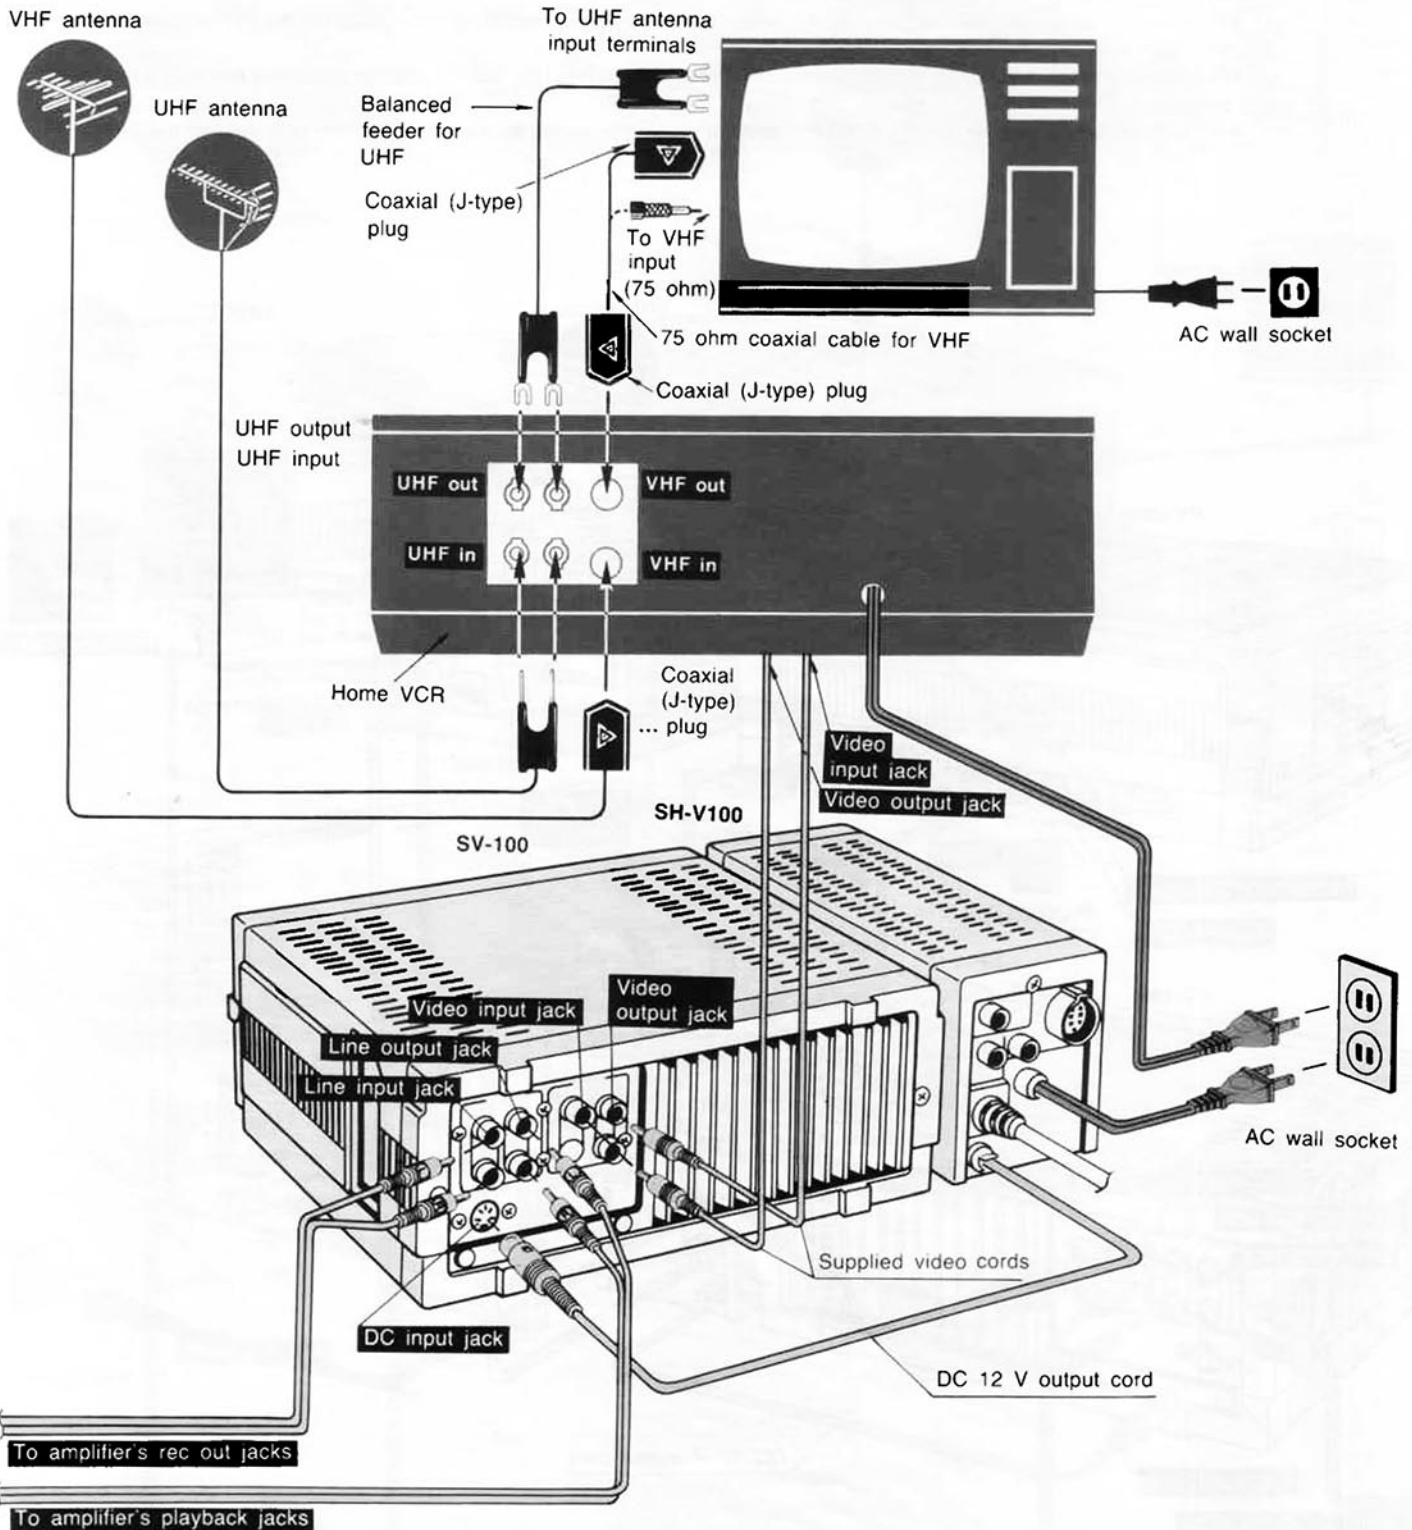 VHF antenna
To UHF antenna
input terminals
UHF antenna
Balanced
feeder for
UHF
Coaxial (J-type)
plug
To VHF
input
(75 ohm)
75 ohm coaxial cable for VHF
AC wall socket
Coaxial (J-type) plug
UHF output
UHF input
UHF out
VHF out
UHF in
VHF in
Home VCR
Coaxial
(J-type)
... plug
Video
input jack
Video output jack
SH-V100
SV-100
Video input jack
Video
output jack
Line output jack
Line input jack
AC wall socket
Supplied video cords
DC input jack
DC 12 V output cord
To amplifier's rec out jacks
To amplifier's playback jacks